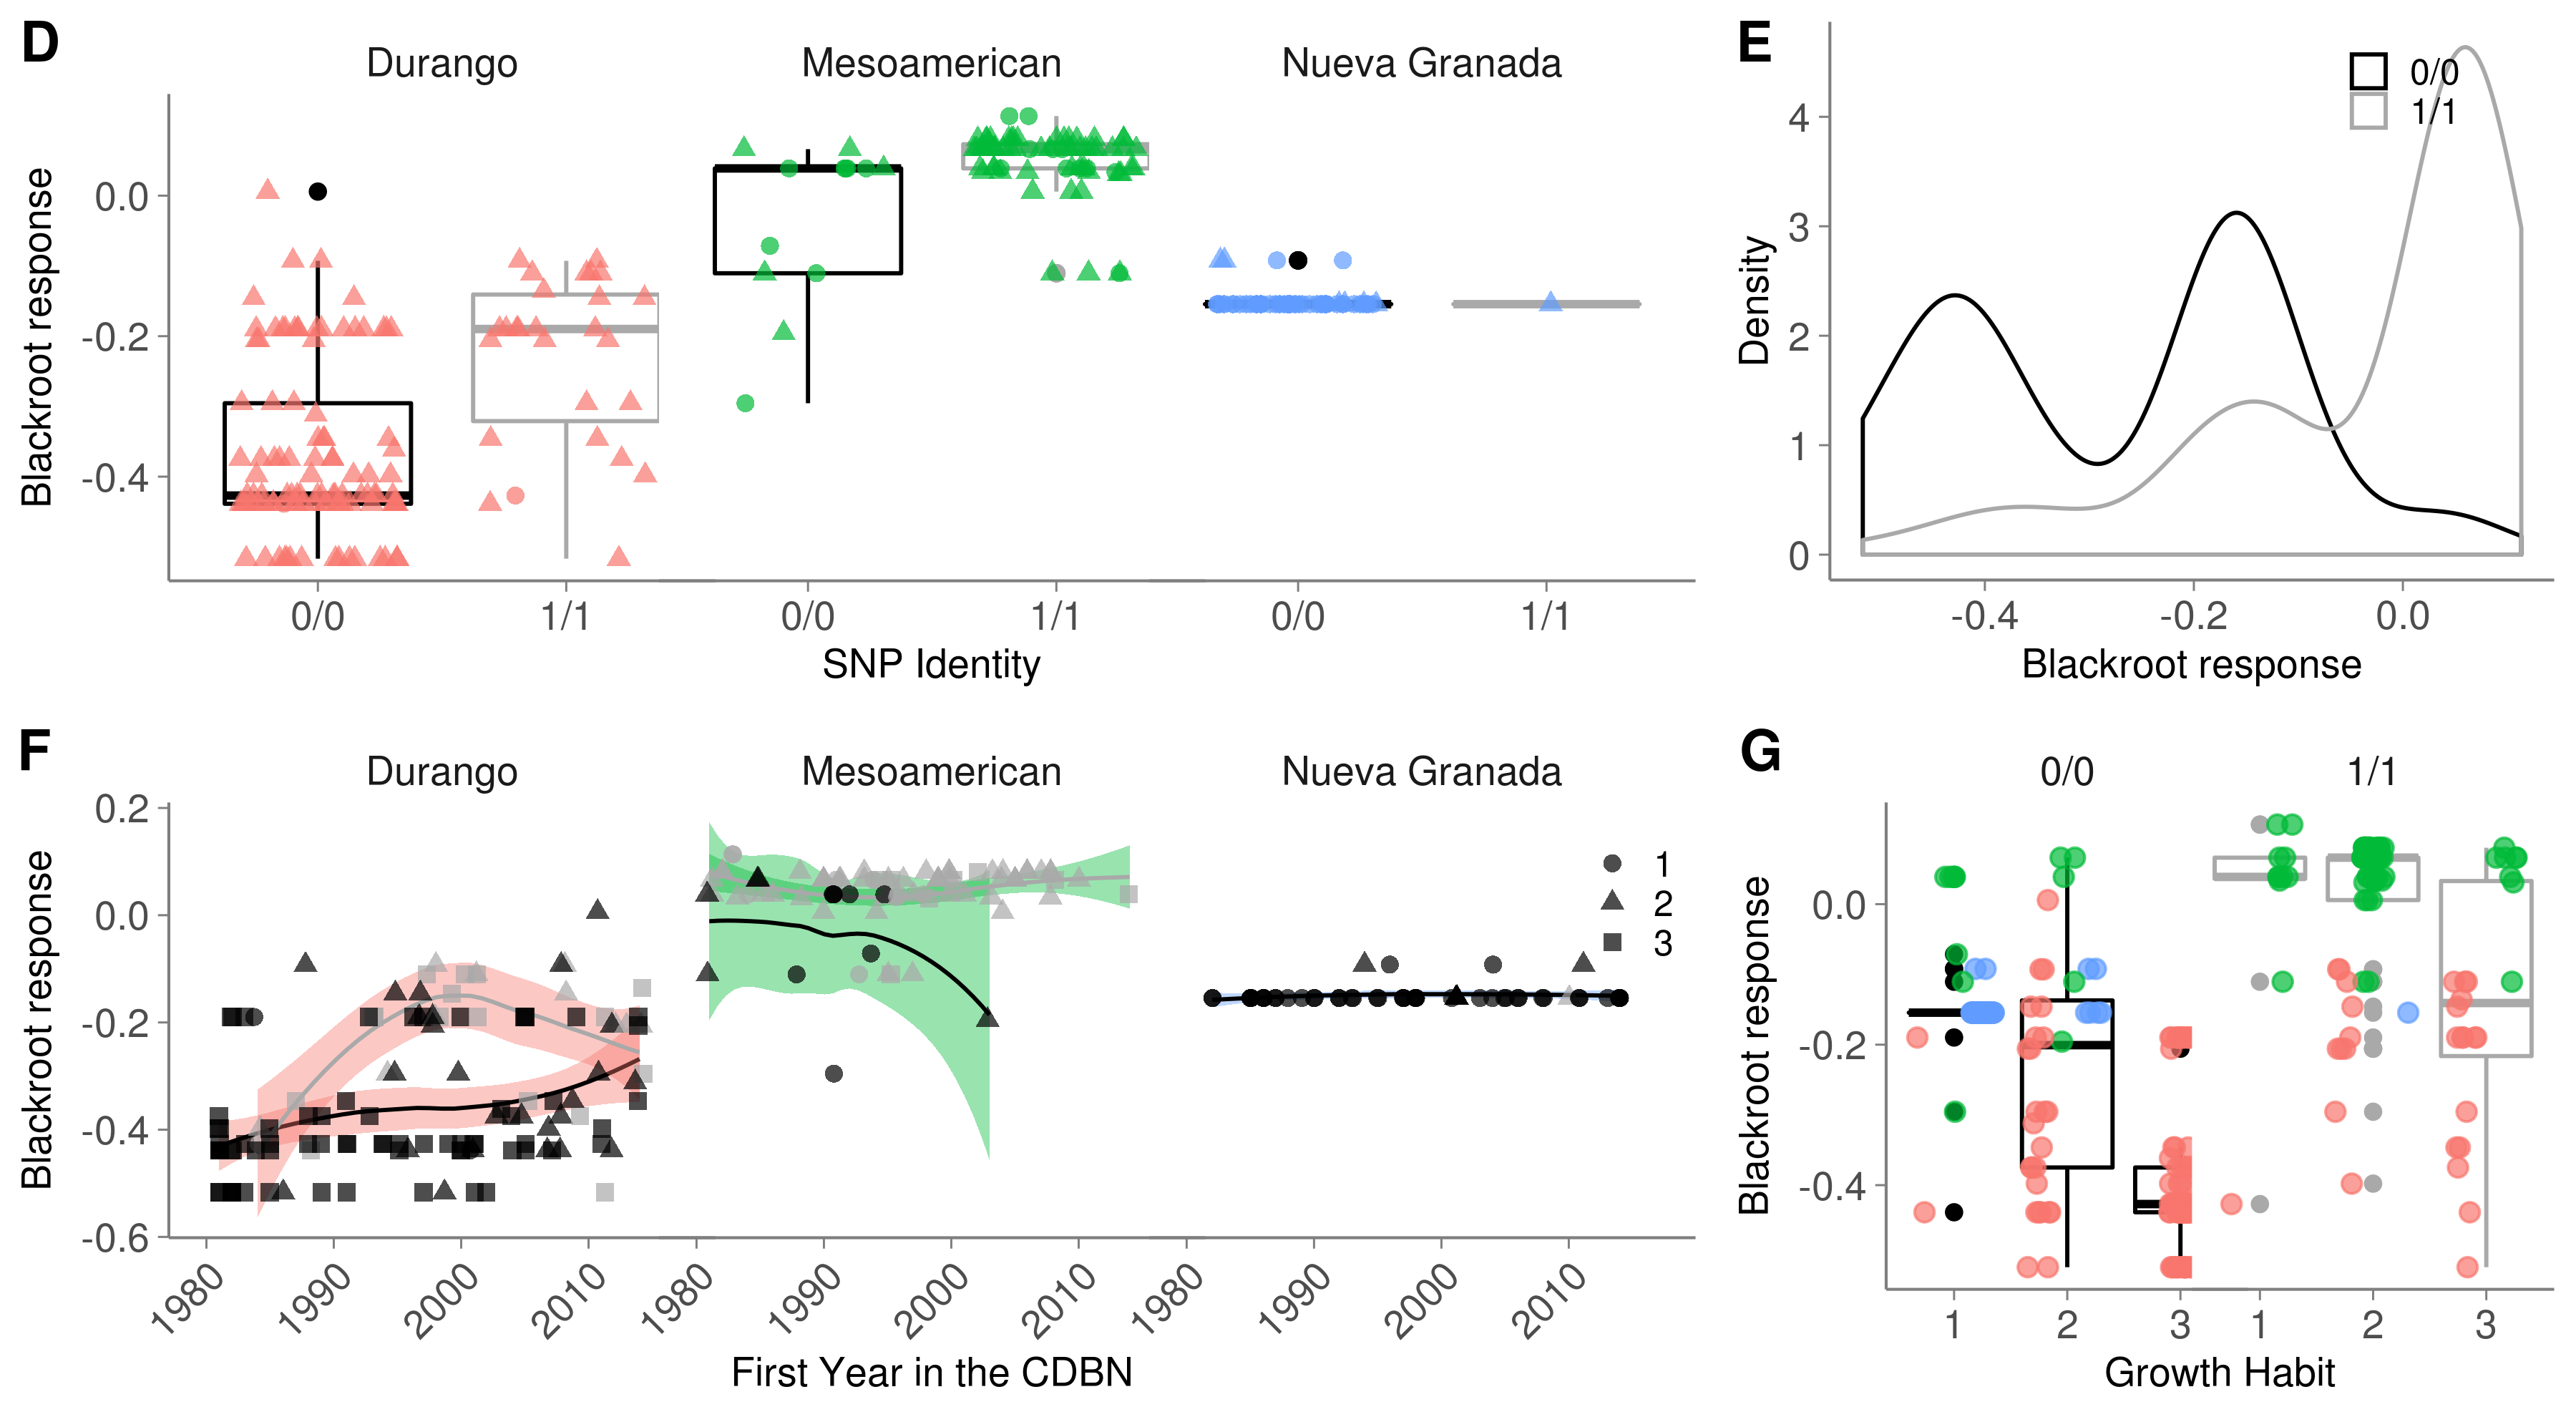 D
Durango Mesoamerican Nueva Granada
Blackroot response
0.0
-0.2
-0.4
0/0 1/1 0/0 1/1 0/0 1/1
SNP Identity
E
0/0
1/1
Density
4
3
2
1
0
-0.4 -0.2 0.0
Blackroot response
F
Durango Mesoamerican Nueva Granada
Blackroot response
0.2
0.0
-0.2
-0.4
-0.6
1
2
3
1980 1990 2000 2010 1980 1990 2000 2010 1980 1990 2000 2010
First Year in the CDBN
G
0/0 1/1
Blackroot response
0.0
-0.2
-0.4
1 2 3 1 2 3
Growth Habit